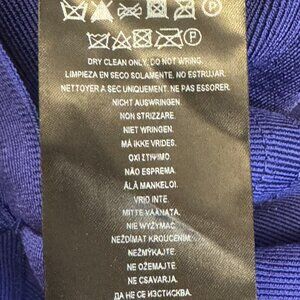 P
P
DRY CLEAN ONLY, DO NOT WRING.
LIMPIEZA EN SECO SOLAMENTE. NO ESTRUJAR.
NETTOYER A SEC UNIQUEMENT. NE PAS ESSORER.
NICHT AUSWRINGEN.
NON STRIZZARE.
NIET WRINGEN.
MÅ IKKE VRIDES.
OXI ΣTIΨIMO.
NÃO ESPREMA.
ÄLÄ MANKELOI.
VRID INTE.
MITTE VÄÄNATA.
NIE WYŻYMAĆ.
NEŽDÍMAT KROUCENÍM.
NEŽMÝKAJTE.
NE OŽEMAJTE.
NE CSAVARJA.
ДА НЕ СЕ ИЗСТИСКВА.